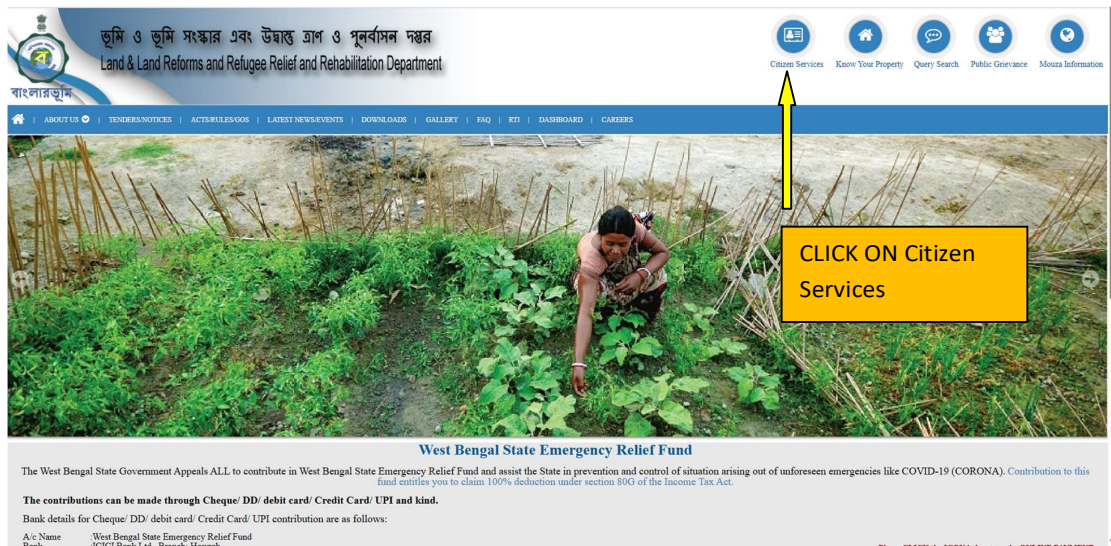 ভূমি ও ভূমি সংস্কার এবং উদ্বাস্তু ত্রাণ ও পুনর্বাসন দপ্তর
Land & Land Reforms and Refugee Relief and Rehabilitation Department
বাংলারভূমি
Citizen Services Know Your Property Query Search Public Grievance Mouza Information
| ABOUT US | TENDERS/NOTICES | ACTS/RULES/GOS | LATEST NEWS/EVENTS | DOWNLOADS | GALLERY | FAQ | RTI | DASHBOARD | CAREERS
CLICK ON Citizen
Services
West Bengal State Emergency Relief Fund
The West Bengal State Government Appeals ALL to contribute in West Bengal State Emergency Relief Fund and assist the State in prevention and control of situation arising out of unforeseen emergencies like COVID-19 (CORONA). Contribution to this
fund entitles you to claim 100% deduction under section 80G of the Income Tax Act.
The contributions can be made through Cheque/ DD/ debit card/ Credit Card/ UPI and kind.
Bank details for Cheque/ DD/ debit card/ Credit Card/ UPI contribution are as follows:
A/c Name :West Bengal State Emergency Relief Fund
Bank :ICICI Bank Ltd., Branch: Howrah